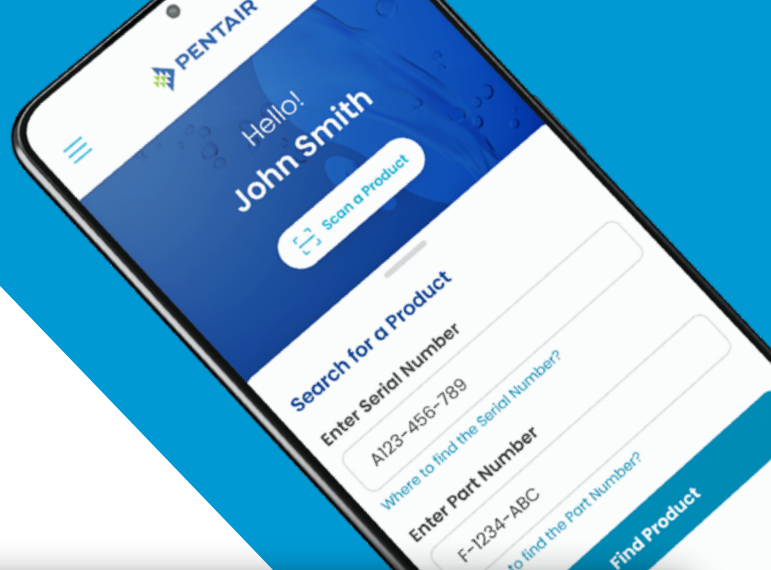 PENTAIR
Hello!
John Smith
Scan a Product
Search for a Product
Enter Serial Number
A123-456-789
Where to find the Serial Number?
Enter Part Number
F-1234-ABC
to find the Part Number?
Find Product